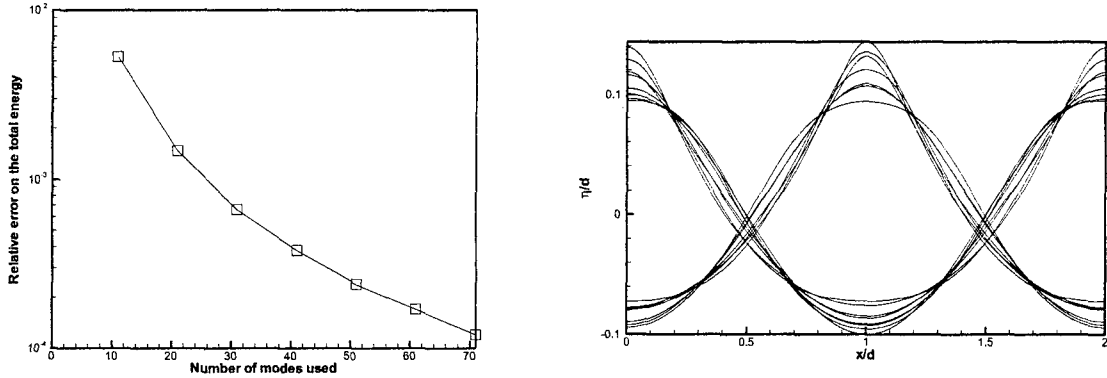 10^2
10^-3
10^-4
Relative error on the total energy
0 10 20 30 40 50 60 70
Number of modes used
0.1
0
-0.1
η/d
0 0.5 1 1.5 2
x/d